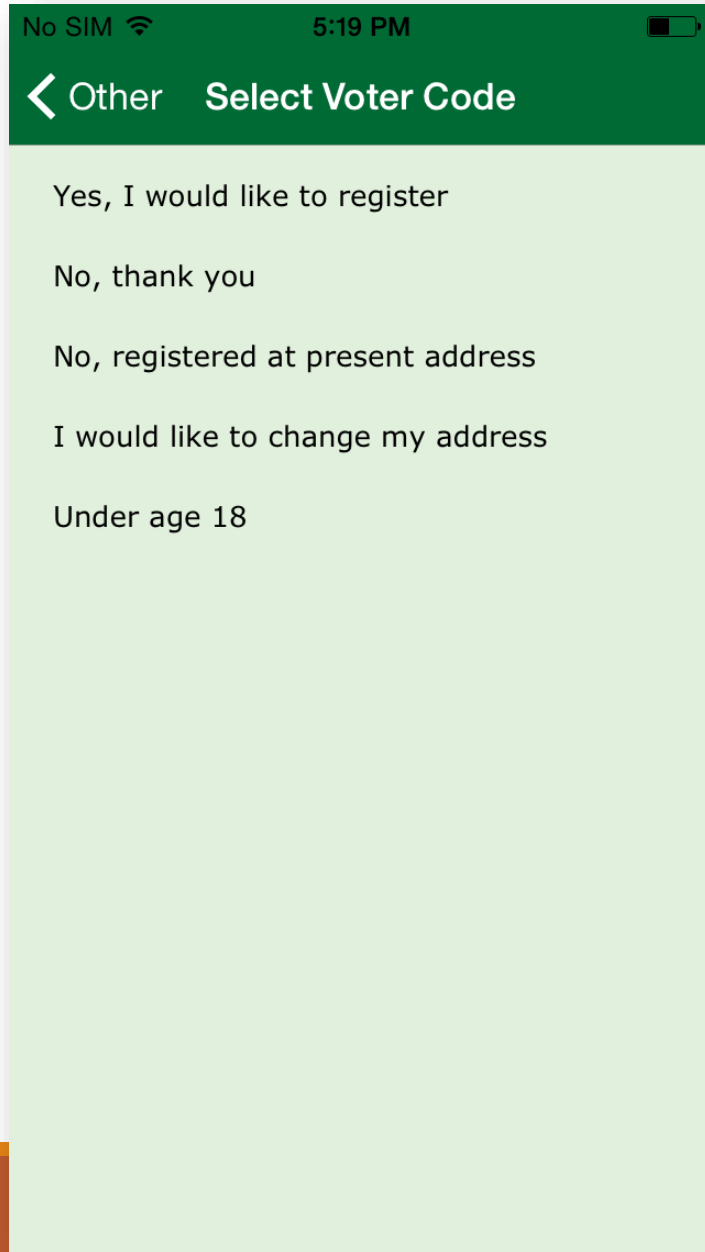 No SIM 5:19 PM
Other Select Voter Code
Yes, I would like to register
No, thank you
No, registered at present address
I would like to change my address
Under age 18